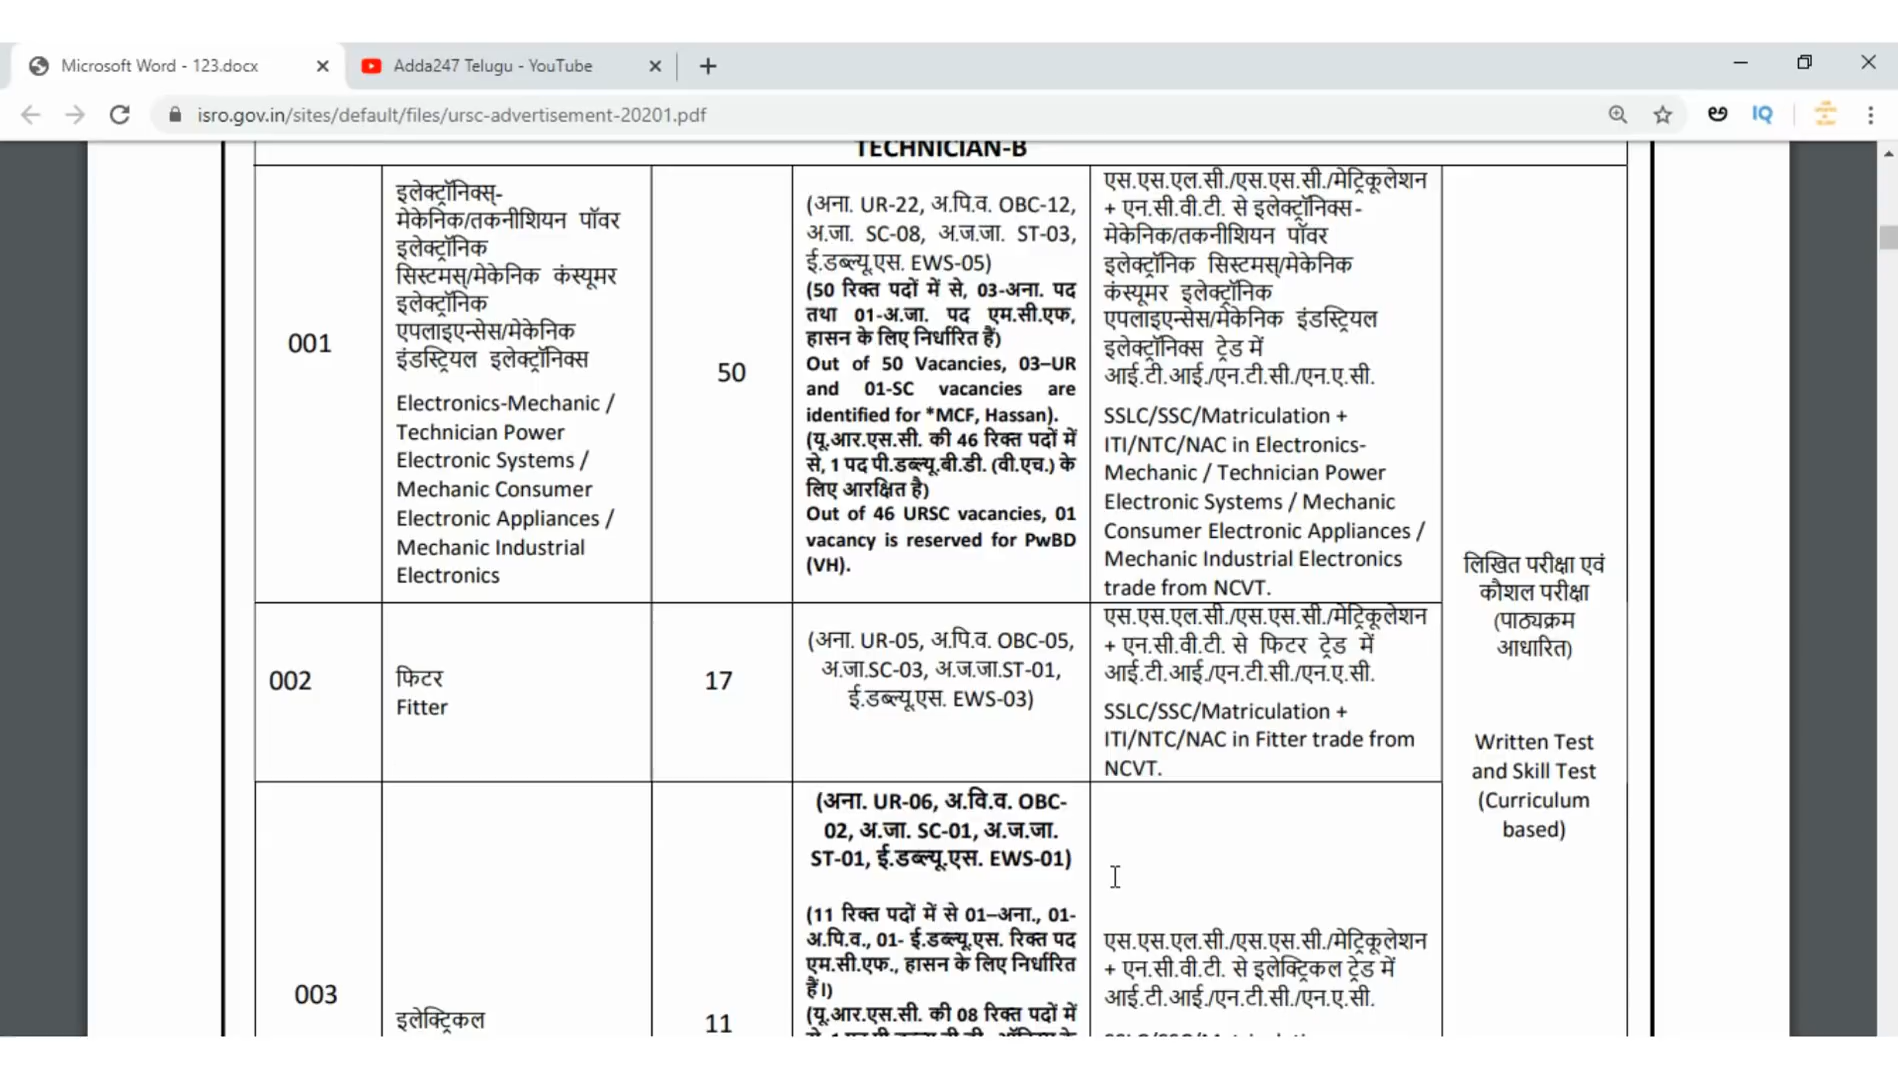 Microsoft Word - 123.docx
Adda247 Telugu - YouTube
isro.gov.in/sites/default/files/ursc-advertisement-20201.pdf
IQ
TECHNICIAN-B
001
इलेक्ट्रॉनिक्स्-
मेकेनिक/तकनीशियन पॉवर
इलेक्ट्रॉनिक
सिस्टमस्/मेकेनिक कंस्यूमर
इलेक्ट्रॉनिक
एपलाइएन्सेस/मेकेनिक
इंडस्ट्रियल इलेक्ट्रॉनिक्स
Electronics-Mechanic /
Technician Power
Electronic Systems /
Mechanic Consumer
Electronic Appliances /
Mechanic Industrial
Electronics
50
(अना. UR-22, अ.पि.व. OBC-12,
अ.जा. SC-08, अ.ज.जा. ST-03,
ई.डब्ल्यू.एस. EWS-05)
(50 रिक्त पदों में से, 03-अना. पद
तथा 01-अ.जा. पद एम.सी.एफ,
हासन के लिए निर्धारित हैं)
Out of 50 Vacancies, 03–UR
and 01-SC vacancies are
identified for *MCF, Hassan).
(यू.आर.एस.सी. की 46 रिक्त पदों में
से, 1 पद पी.डब्ल्यू.बी.डी. (वी.एच.) के
लिए आरक्षित है)
Out of 46 URSC vacancies, 01
vacancy is reserved for PwBD
(VH).
एस.एस.एल.सी./एस.एस.सी./मेट्रिकूलेशन
+ एन.सी.वी.टी. से इलेक्ट्रॉनिक्स-
मेकेनिक/तकनीशियन पॉवर
इलेक्ट्रॉनिक सिस्टमस्/मेकेनिक
कंस्यूमर इलेक्ट्रॉनिक
एपलाइएन्सेस/मेकेनिक इंडस्ट्रियल
इलेक्ट्रॉनिक्स ट्रेड में
आई.टी.आई./एन.टी.सी./एन.ए.सी.
SSLC/SSC/Matriculation +
ITI/NTC/NAC in Electronics-
Mechanic / Technician Power
Electronic Systems / Mechanic
Consumer Electronic Appliances /
Mechanic Industrial Electronics
trade from NCVT.
लिखित परीक्षा एवं
कौशल परीक्षा
(पाठ्यक्रम
आधारित)
Written Test
and Skill Test
(Curriculum
based)
002
फिटर
Fitter
17
(अना. UR-05, अ.पि.व. OBC-05,
अ.जा.SC-03, अ.ज.जा.ST-01,
ई.डब्ल्यू.एस. EWS-03)
एस.एस.एल.सी./एस.एस.सी./मेट्रिकूलेशन
+ एन.सी.वी.टी. से फिटर ट्रेड में
आई.टी.आई./एन.टी.सी./एन.ए.सी.
SSLC/SSC/Matriculation +
ITI/NTC/NAC in Fitter trade from
NCVT.
003
इलेक्ट्रिकल
11
(अना. UR-06, अ.वि.व. OBC-
02, अ.जा. SC-01, अ.ज.जा.
ST-01, ई.डब्ल्यू.एस. EWS-01)
(11 रिक्त पदों में से 01–अना., 01-
अ.पि.व., 01- ई.डब्ल्यू.एस. रिक्त पद
एम.सी.एफ., हासन के लिए निर्धारित
हैं।)
(यू.आर.एस.सी. की 08 रिक्त पदों में
एस.एस.एल.सी./एस.एस.सी./मेट्रिकूलेशन
+ एन.सी.वी.टी. से इलेक्ट्रिकल ट्रेड में
आई.टी.आई./एन.टी.सी./एन.ए.सी.